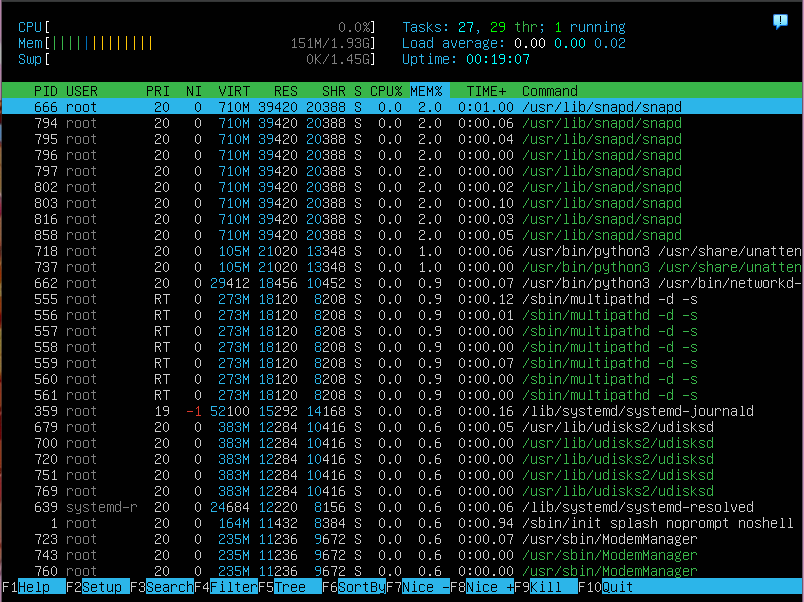 CPU[ 0.0%] Tasks: 27, 29 thr; 1 running
Mem[|||||||||||||| 151M/1.93G] Load average: 0.00 0.00 0.02
Swp[ 0K/1.45G] Uptime: 00:19:07
PID USER PRI NI VIRT RES SHR S CPU% MEM% TIME+ Command
666 root 20 0 710M 39420 20388 S 0.0 2.0 0:01.00 /usr/lib/snapd/snapd
794 root 20 0 710M 39420 20388 S 0.0 2.0 0:00.06 /usr/lib/snapd/snapd
795 root 20 0 710M 39420 20388 S 0.0 2.0 0:00.04 /usr/lib/snapd/snapd
796 root 20 0 710M 39420 20388 S 0.0 2.0 0:00.00 /usr/lib/snapd/snapd
797 root 20 0 710M 39420 20388 S 0.0 2.0 0:00.00 /usr/lib/snapd/snapd
802 root 20 0 710M 39420 20388 S 0.0 2.0 0:00.02 /usr/lib/snapd/snapd
803 root 20 0 710M 39420 20388 S 0.0 2.0 0:00.10 /usr/lib/snapd/snapd
816 root 20 0 710M 39420 20388 S 0.0 2.0 0:00.03 /usr/lib/snapd/snapd
858 root 20 0 710M 39420 20388 S 0.0 2.0 0:00.05 /usr/lib/snapd/snapd
718 root 20 0 105M 21020 13348 S 0.0 1.0 0:00.06 /usr/bin/python3 /usr/share/unatten
737 root 20 0 105M 21020 13348 S 0.0 1.0 0:00.00 /usr/bin/python3 /usr/share/unatten
662 root 20 0 29412 18456 10452 S 0.0 0.9 0:00.07 /usr/bin/python3 /usr/bin/networkd-
555 root RT 0 273M 18120 8208 S 0.0 0.9 0:00.12 /sbin/multipathd -d -s
556 root RT 0 273M 18120 8208 S 0.0 0.9 0:00.01 /sbin/multipathd -d -s
557 root RT 0 273M 18120 8208 S 0.0 0.9 0:00.00 /sbin/multipathd -d -s
558 root RT 0 273M 18120 8208 S 0.0 0.9 0:00.00 /sbin/multipathd -d -s
559 root RT 0 273M 18120 8208 S 0.0 0.9 0:00.07 /sbin/multipathd -d -s
560 root RT 0 273M 18120 8208 S 0.0 0.9 0:00.00 /sbin/multipathd -d -s
561 root RT 0 273M 18120 8208 S 0.0 0.9 0:00.00 /sbin/multipathd -d -s
359 root 19 -1 52100 15292 14168 S 0.0 0.8 0:00.16 /lib/systemd/systemd-journald
679 root 20 0 383M 12284 10416 S 0.0 0.6 0:00.05 /usr/lib/udisks2/udisksd
700 root 20 0 383M 12284 10416 S 0.0 0.6 0:00.00 /usr/lib/udisks2/udisksd
720 root 20 0 383M 12284 10416 S 0.0 0.6 0:00.00 /usr/lib/udisks2/udisksd
751 root 20 0 383M 12284 10416 S 0.0 0.6 0:00.00 /usr/lib/udisks2/udisksd
769 root 20 0 383M 12284 10416 S 0.0 0.6 0:00.00 /usr/lib/udisks2/udisksd
639 systemd-r 20 0 24684 12220 8156 S 0.0 0.6 0:00.06 /lib/systemd/systemd-resolved
1 root 20 0 164M 11432 8384 S 0.0 0.6 0:00.94 /sbin/init splash noprompt noshell
723 root 20 0 235M 11236 9672 S 0.0 0.6 0:00.07 /usr/sbin/ModemManager
743 root 20 0 235M 11236 9672 S 0.0 0.6 0:00.00 /usr/sbin/ModemManager
760 root 20 0 235M 11236 9672 S 0.0 0.6 0:00.00 /usr/sbin/ModemManager
F1Help F2Setup F3SearchF4FilterF5Tree F6SortByF7Nice -F8Nice +F9Kill F10Quit